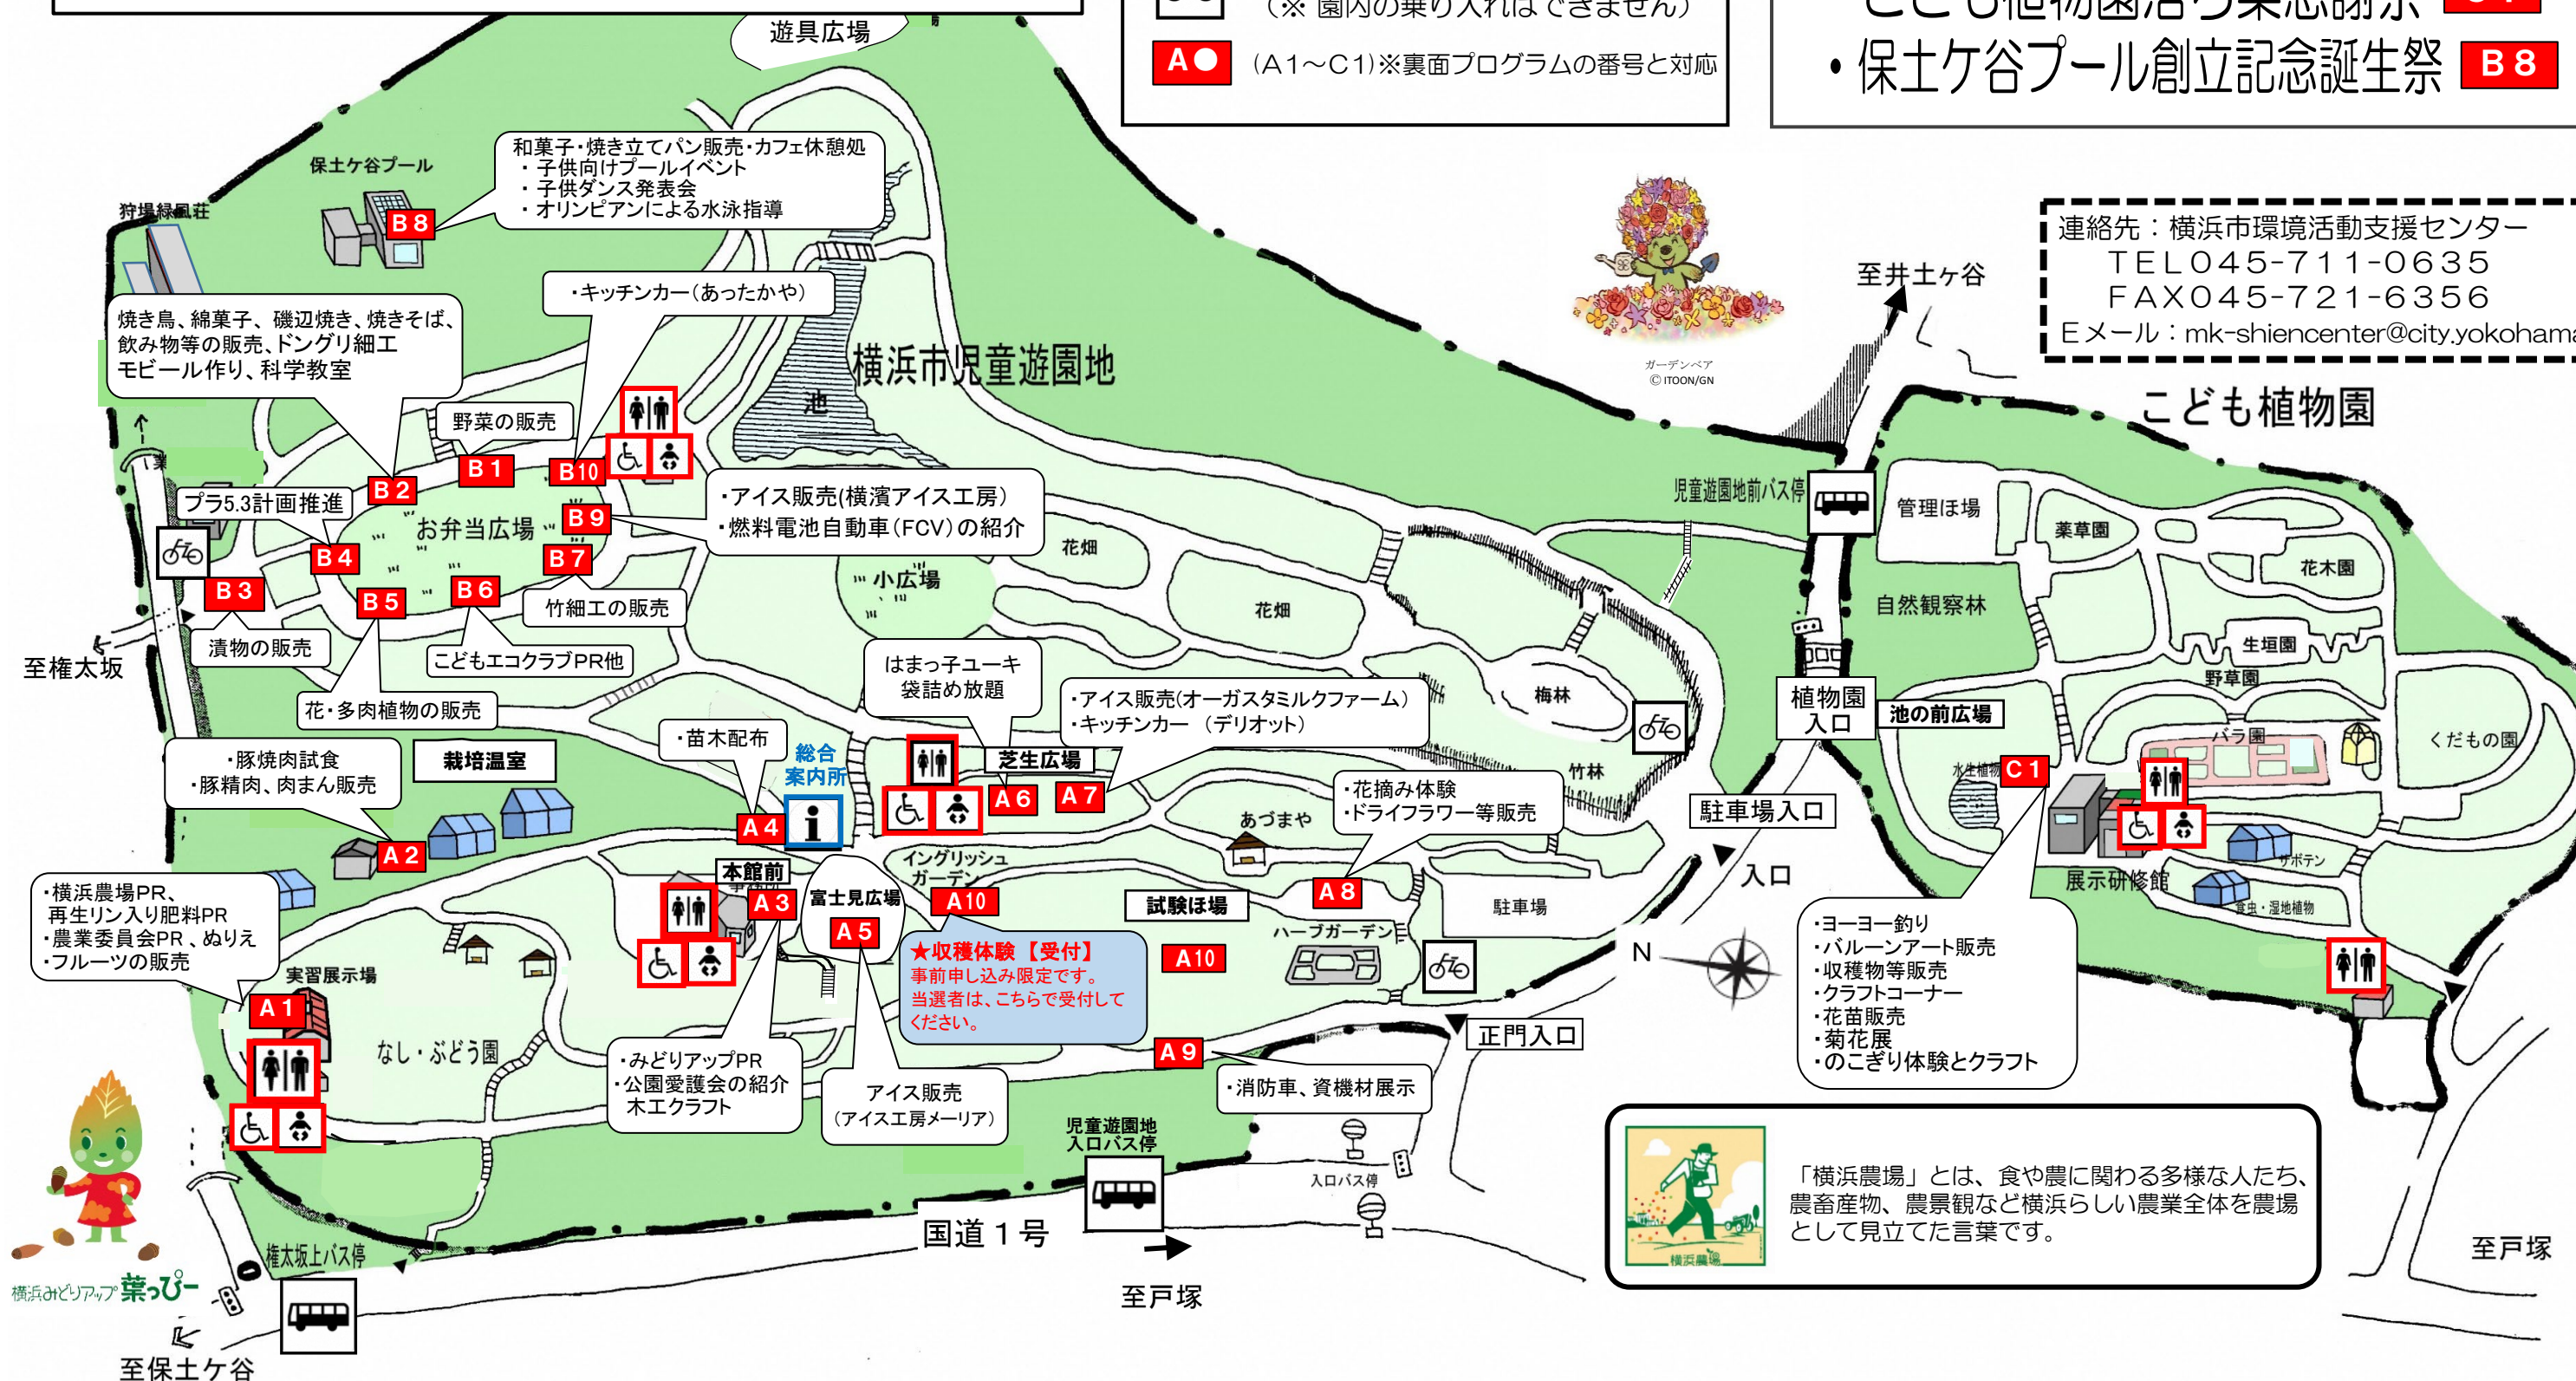 遊具広場
(※ 園内の乗り入れはできません)
A●
(A1～C1)※裏面プログラムの番号と対応
・保土ケ谷プール創立記念誕生祭 B8
保土ケ谷プール
狩場緑風荘
B8
和菓子・焼き立てパン販売・カフェ休憩処
・子供向けプールイベント
・子供ダンス発表会
・オリンピアンによる水泳指導
・キッチンカー(あったかや)
焼き鳥、綿菓子、磯辺焼き、焼きそば、
飲み物等の販売、ドングリ細工
モビール作り、科学教室
横浜市児童遊園地
池
ガーデンベア
© ITOON/GN
至井土ヶ谷
連絡先：横浜市環境活動支援センター
TEL045-711-0635
FAX045-721-6356
Eメール：mk-shiencenter@city.yokohama
こども植物園
野菜の販売
B1
B10
B2
プラ5.3計画推進
お弁当広場
B9
・アイス販売(横濱アイス工房)
・燃料電池自動車(FCV)の紹介
B4
B7
B3
B5
B6
竹細工の販売
漬物の販売
こどもエコクラブPR他
花・多肉植物の販売
至権太坂
小広場
花畑
花畑
児童遊園地前バス停
管理ほ場
薬草園
花木園
自然観察林
生垣園
野草園
バラ園
くだもの園
梅林
竹林
植物園
入口
池の前広場
水生植物
C1
展示研修館
サボテン
食虫・湿地植物
はまっ子ユーキ
袋詰め放題
・アイス販売(オーガスタミルクファーム)
・キッチンカー (デリオット)
芝生広場
A6
A7
・苗木配布
総合
案内所
A4
・豚焼肉試食
・豚精肉、肉まん販売
栽培温室
A2
・花摘み体験
・ドライフラワー等販売
あづまや
A8
駐車場入口
入口
駐車場
ハーブガーデン
イングリッシュ
ガーデン
A10
試験ほ場
A10
本館前
A3
富士見広場
A5
★収穫体験【受付】
事前申し込み限定です。
当選者は、こちらで受付して
ください。
・横浜農場PR、
再生リン入り肥料PR
・農業委員会PR、ぬりえ
・フルーツの販売
実習展示場
A1
なし・ぶどう園
・みどりアップPR
・公園愛護会の紹介
木工クラフト
アイス販売
(アイス工房メーリア)
A9
・消防車、資機材展示
正門入口
N
・ヨーヨー釣り
・バルーンアート販売
・収穫物等販売
・クラフトコーナー
・花苗販売
・菊花展
・のこぎり体験とクラフト
児童遊園地
入口バス停
入口バス停
国道1号
至戸塚
権太坂上バス停
横浜みどりアップ 葉っぴー
至保土ケ谷
横浜農場
「横浜農場」とは、食や農に関わる多様な人たち、
農畜産物、農景観など横浜らしい農業全体を農場
として見立てた言葉です。
至戸塚